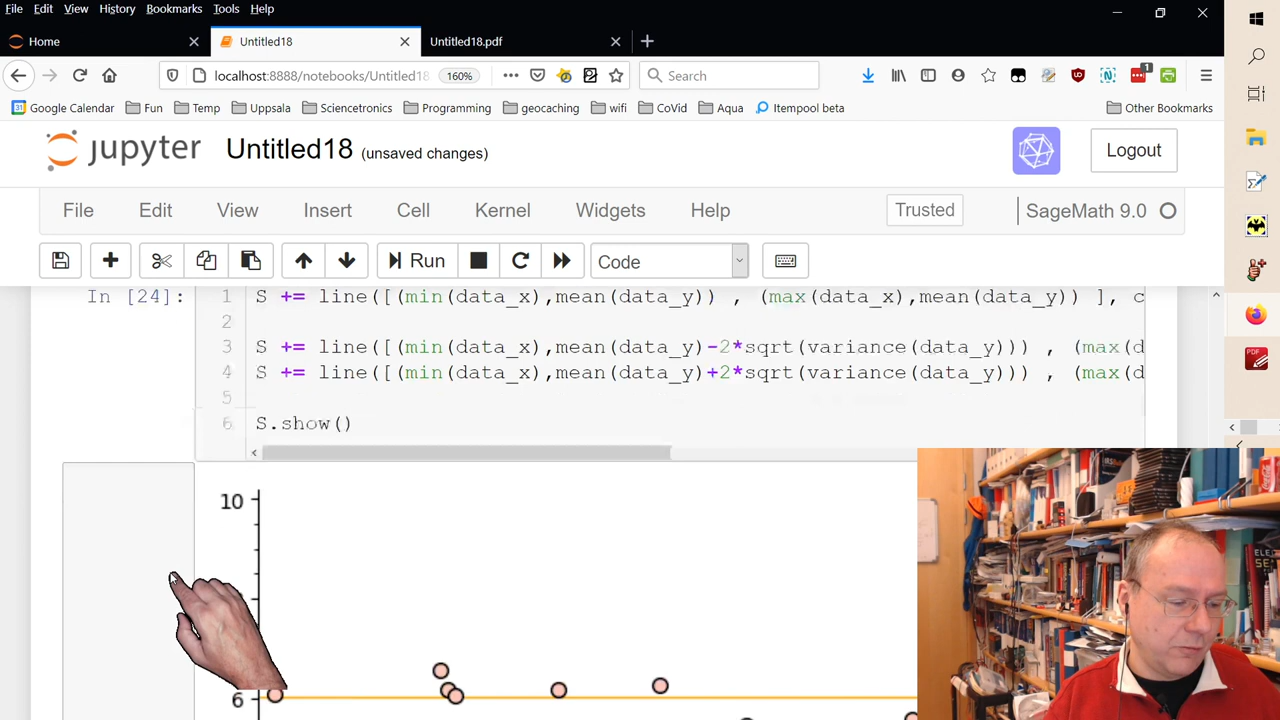 File Edit View History Bookmarks Tools Help
Home Untitled18 Untitled18.pdf
localhost:8888/notebooks/Untitled18 160% Search
Google Calendar Fun Temp Uppsala Sciencetronics Programming geocaching wifi CoVid Aqua Itempool beta Other Bookmarks
jupyter Untitled18 (unsaved changes) Logout
File Edit View Insert Cell Kernel Widgets Help Trusted SageMath 9.0
Run Code
In [24]:
1 S += line([(min(data_x),mean(data_y)) , (max(data_x),mean(data_y)) ], c
2
3 S += line([(min(data_x),mean(data_y)-2*sqrt(variance(data_y))) , (max(d
4 S += line([(min(data_x),mean(data_y)+2*sqrt(variance(data_y))) , (max(d
5
6 S.show()
10
6
PDF